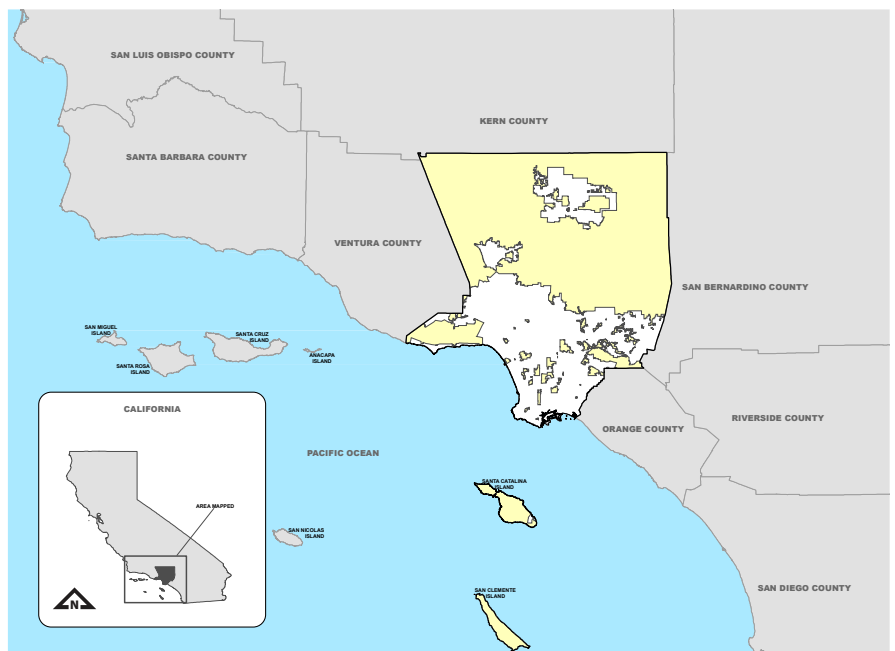 SAN LUIS OBISPO COUNTY
KERN COUNTY
SANTA BARBARA COUNTY
VENTURA COUNTY
SAN BERNARDINO COUNTY
SAN MIGUEL
ISLAND
SANTA CRUZ
ISLAND
ANACAPA
ISLAND
SANTA ROSA
ISLAND
CALIFORNIA
RIVERSIDE COUNTY
ORANGE COUNTY
PACIFIC OCEAN
SANTA CATALINA
ISLAND
AREA MAPPED
SAN NICOLAS
ISLAND
SAN CLEMENTE
ISLAND
SAN DIEGO COUNTY
N